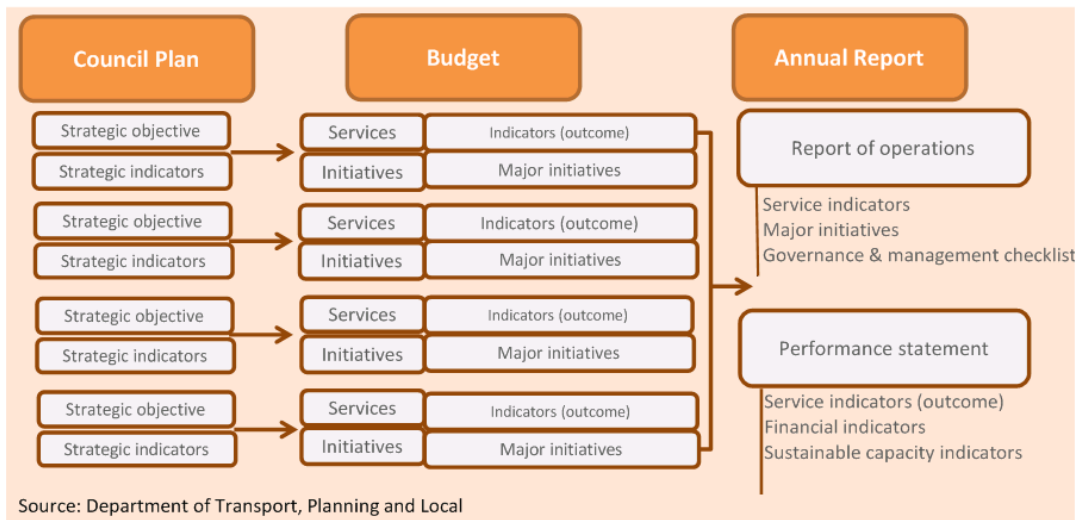 Council Plan
Budget
Annual Report
Strategic objective
Strategic indicators
Services
Indicators (outcome)
Initiatives
Major initiatives
Strategic objective
Strategic indicators
Services
Indicators (outcome)
Initiatives
Major initiatives
Strategic objective
Strategic indicators
Services
Indicators (outcome)
Initiatives
Major initiatives
Strategic objective
Strategic indicators
Services
Indicators (outcome)
Initiatives
Major initiatives
Report of operations
Service indicators
Major initiatives
Governance & management checklist
Performance statement
Service indicators (outcome)
Financial indicators
Sustainable capacity indicators
Source: Department of Transport, Planning and Local